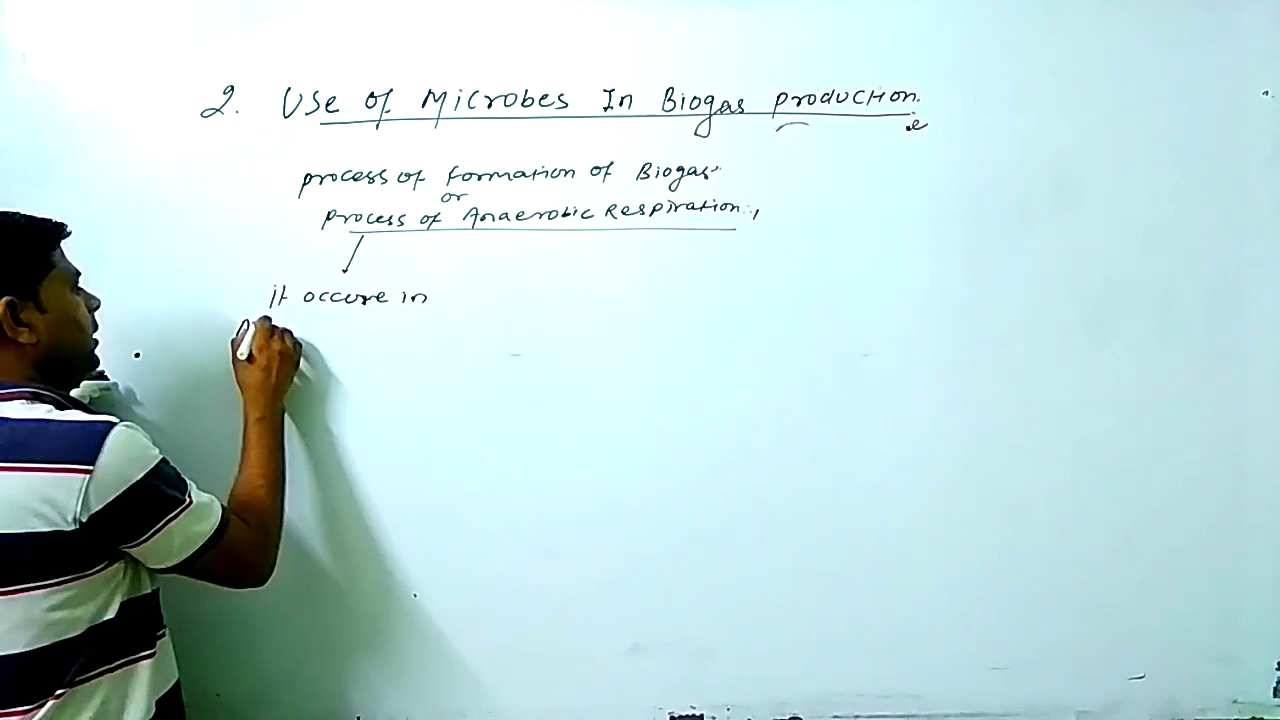 2. Use of Microbes In Biogas production.
process of formation of Biogas.
or
process of Anaerobic Respiration.,
it occure in